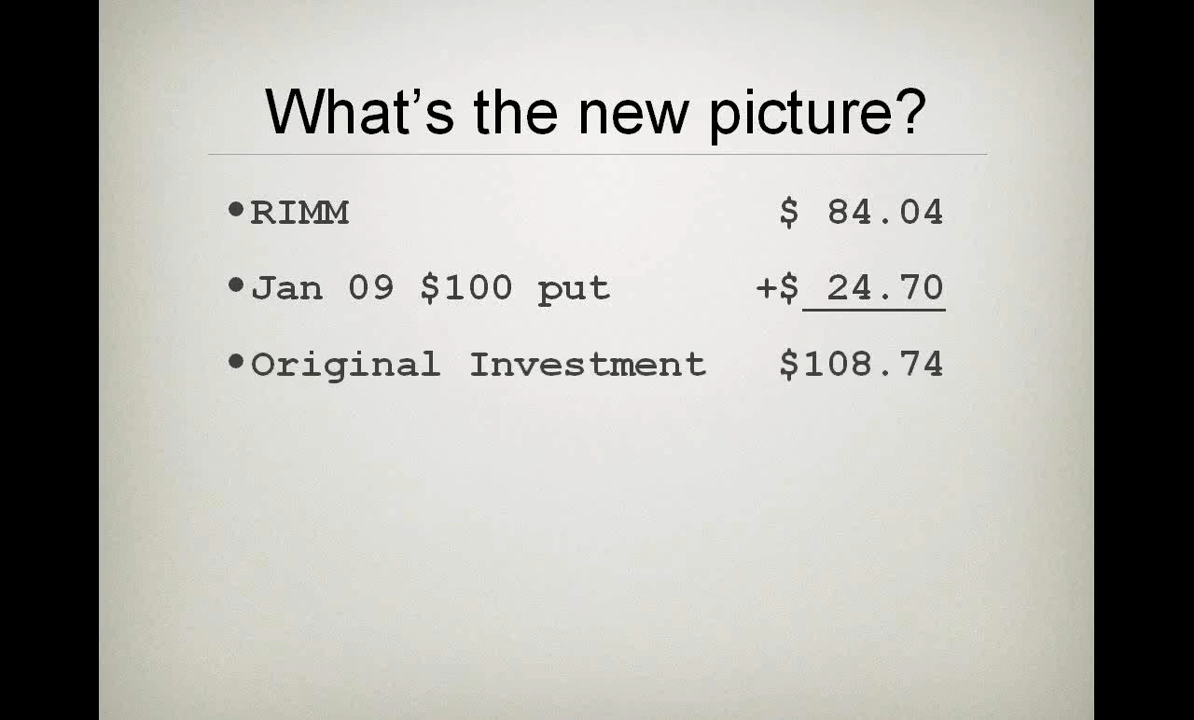 What's the new picture?
•RIMM $ 84.04
•Jan 09 $100 put +$ 24.70
•Original Investment $108.74